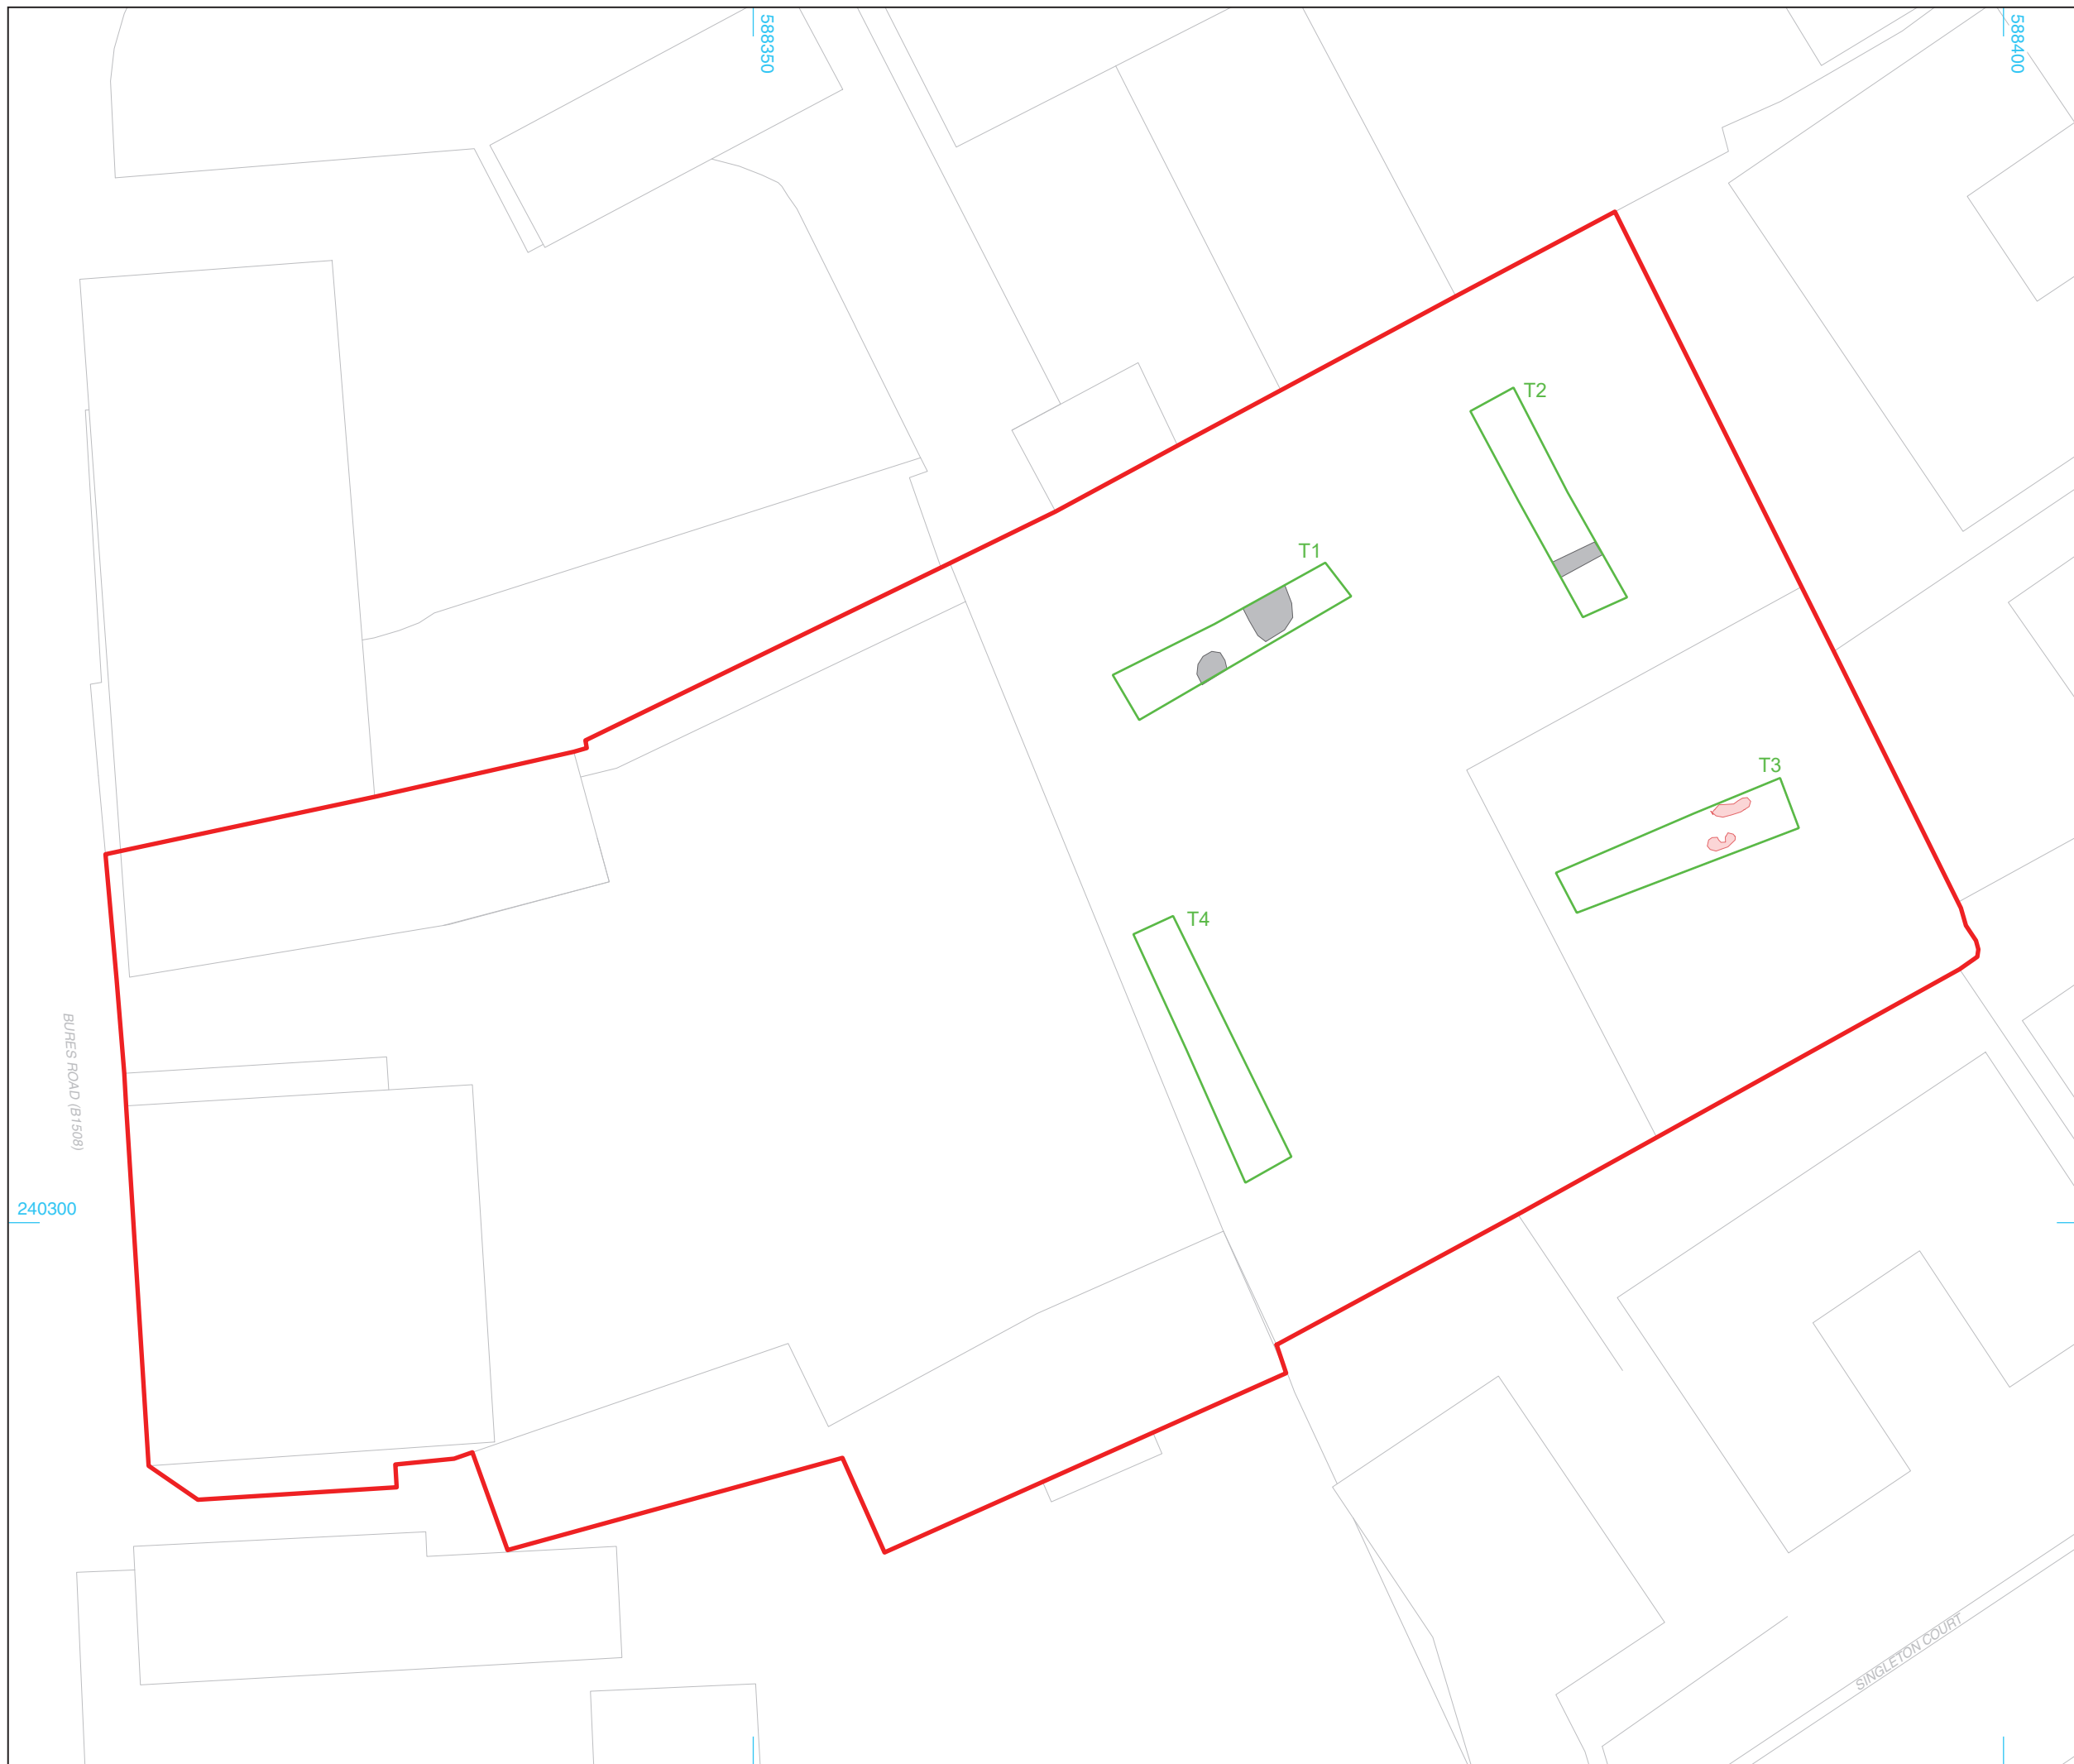 588350
588400
T2
T1
T3
T4
BURES ROAD (B1508)
240300
SINGLETON COURT